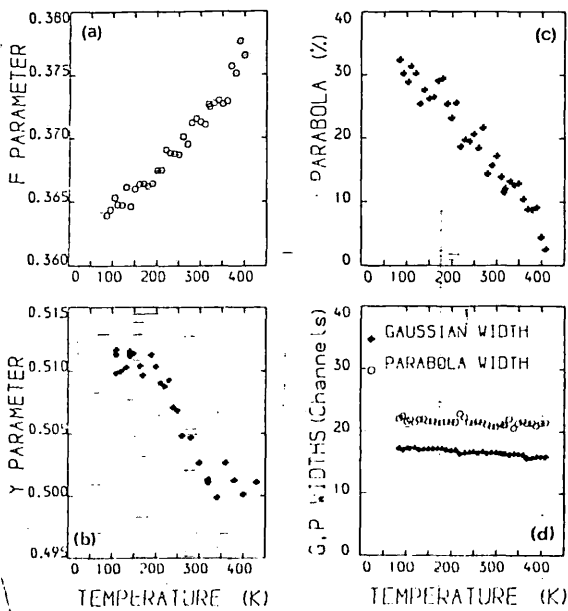 (a)
F PARAMETER
0.380
0.375
0.370
0.365
0.360
0 100 200 300 400
(c)
PARABOLA (%)
40
30
20
10
0
0 100 200 300 400
(b)
Y PARAMETER
0.515
0.510
0.505
0.500
0.495
0 100 200 300 400
TEMPERATURE (K)
(d)
G,P WIDTHS (Channels)
40
30
20
10
0
GAUSSIAN WIDTH
PARABOLA WIDTH
0 100 200 300 400
TEMPERATURE (K)